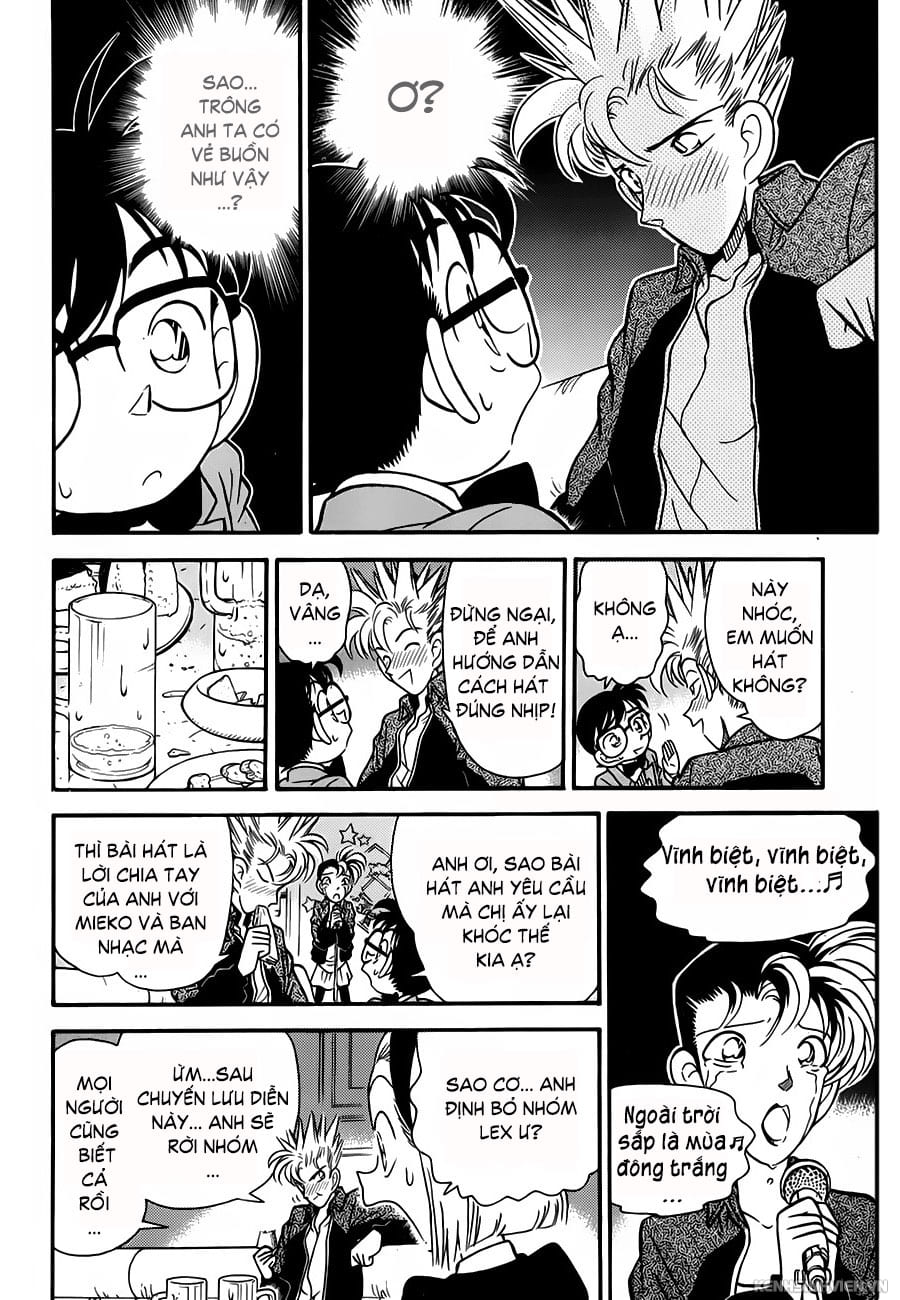 Ơ?
SAO...
TRÔNG
ANH TA CÓ
VẺ BUỒN
NHƯ VẬY
...?
NÀY
NHÓC,
EM MUỐN
HÁT
KHÔNG?
KHÔNG
Ạ...
ĐỪNG NGẠI,
ĐỂ ANH
HƯỚNG DẪN
CÁCH HÁT
ĐÚNG NHỊP!
DẠ,
VÂNG
...
Vĩnh biệt, vĩnh biệt,
vĩnh biệt...♬
Ngoài trời
sắp là mùa♬
đông trắng
...
ANH ƠI, SAO BÀI
HÁT ANH YÊU CẦU
MÀ CHỊ ẤY LẠI
KHÓC THẾ
KIA Ạ?
THÌ BÀI HÁT LÀ
LỜI CHIA TAY
CỦA ANH VỚI
MIEKO VÀ BAN
NHẠC MÀ
...
SAO CƠ... ANH
ĐỊNH BỎ NHÓM
LEX Ư?
ỪM...SAU
CHUYẾN LƯU DIỄN
NÀY... ANH SẼ
RỜI NHÓM
...
MỌI
NGƯỜI
CŨNG
BIẾT
CẢ
RỒI
...
KENHSINHVIEN.VN